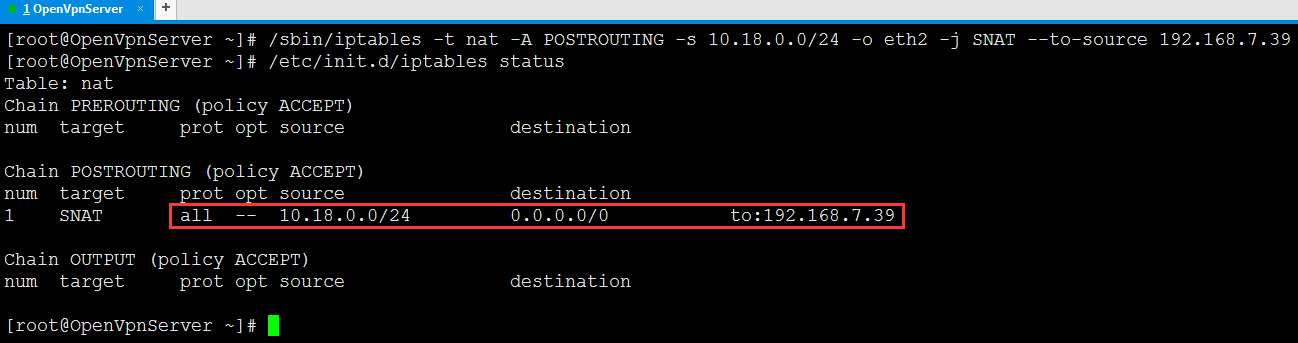 1 OpenVpnServer × +
[root@OpenVpnServer ~]# /sbin/iptables -t nat -A POSTROUTING -s 10.18.0.0/24 -o eth2 -j SNAT --to-source 192.168.7.39
[root@OpenVpnServer ~]# /etc/init.d/iptables status
Table: nat
Chain PREROUTING (policy ACCEPT)
num  target     prot opt source               destination

Chain POSTROUTING (policy ACCEPT)
num  target     prot opt source               destination
1    SNAT       all  --  10.18.0.0/24         0.0.0.0/0           to:192.168.7.39

Chain OUTPUT (policy ACCEPT)
num  target     prot opt source               destination

[root@OpenVpnServer ~]#